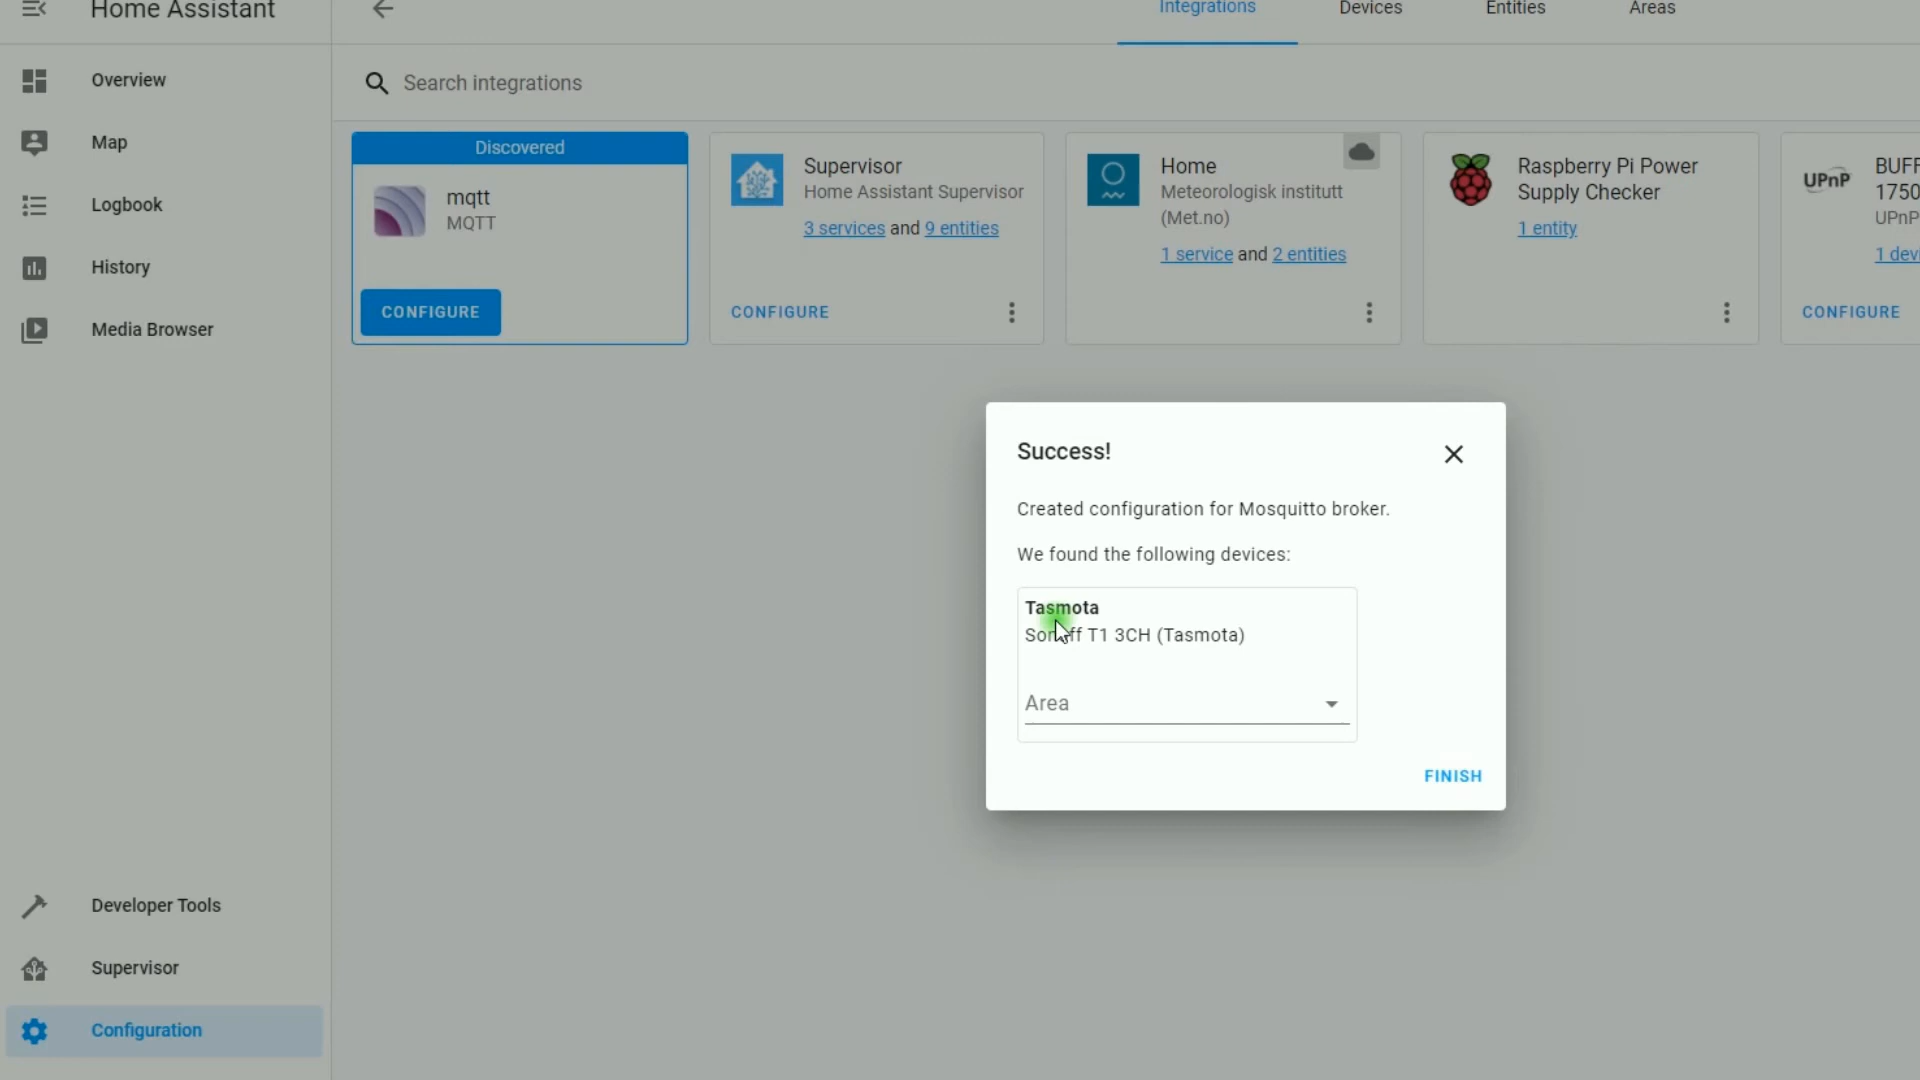 Home Assistant
Integrations
Devices
Entities
Areas
Overview
Map
Logbook
History
Media Browser
Developer Tools
Supervisor
Configuration
Search integrations
Discovered
mqtt
MQTT
CONFIGURE
Supervisor
Home Assistant Supervisor
3 services and 9 entities
CONFIGURE
Home
Meteorologisk institutt
(Met.no)
1 service and 2 entities
Raspberry Pi Power
Supply Checker
1 entity
UPnP
BUFF
1750
UPnP
1 devi
CONFIGURE
Success!
Created configuration for Mosquitto broker.
We found the following devices:
Tasmota
Sonoff T1 3CH (Tasmota)
Area
FINISH